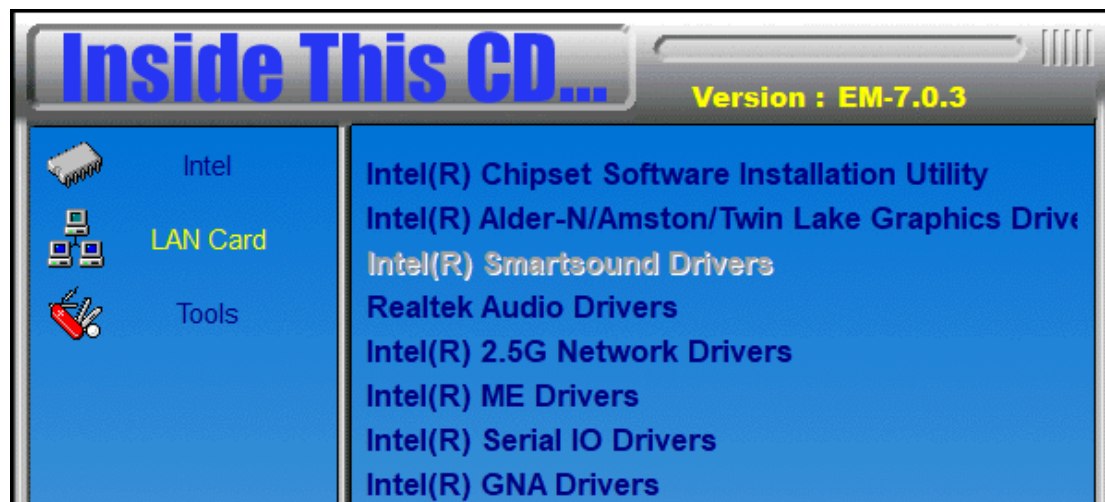 Inside This CD...
Version : EM-7.0.3
Intel
LAN Card
Tools
Intel(R) Chipset Software Installation Utility
Intel(R) Alder-N/Amston/Twin Lake Graphics Drive
Intel(R) Smartsound Drivers
Realtek Audio Drivers
Intel(R) 2.5G Network Drivers
Intel(R) ME Drivers
Intel(R) Serial IO Drivers
Intel(R) GNA Drivers